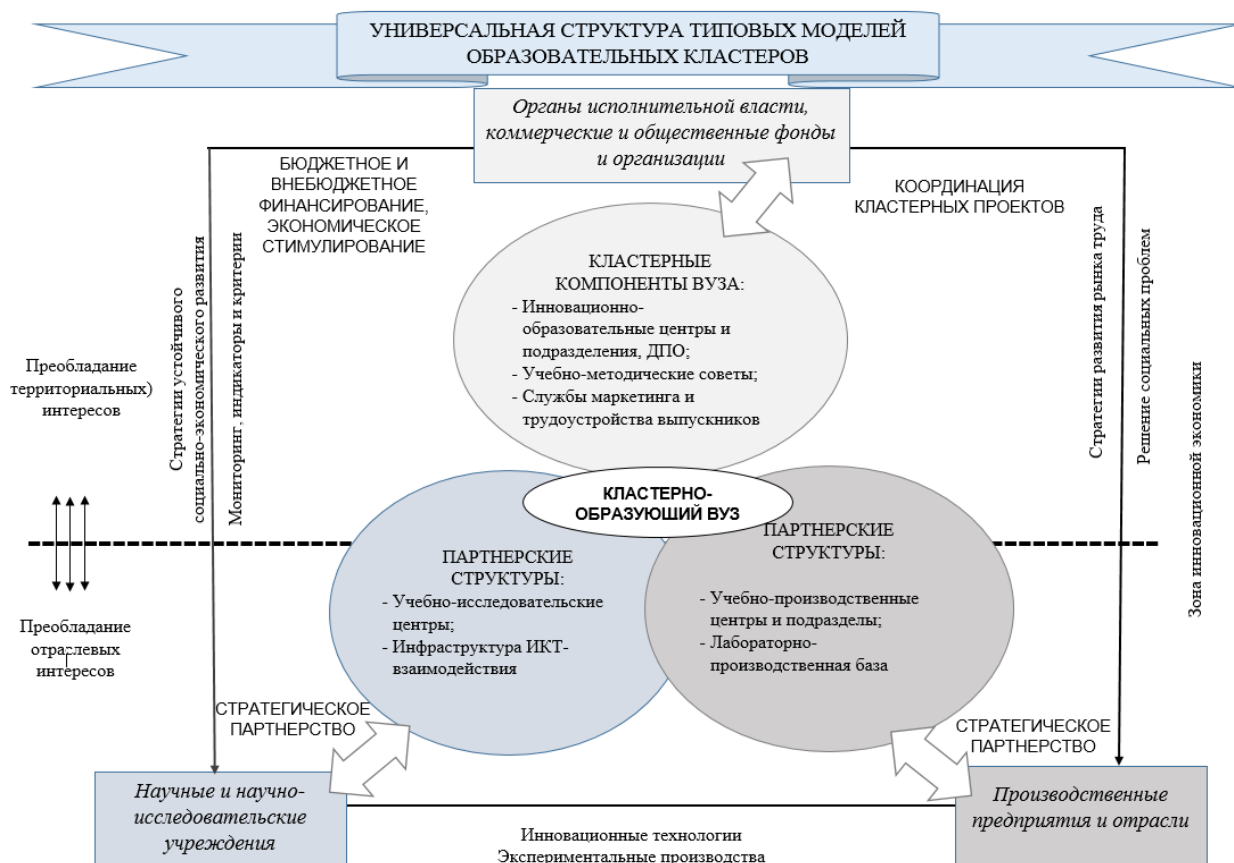 УНИВЕРСАЛЬНАЯ СТРУКТУРА ТИПОВЫХ МОДЕЛЕЙ
ОБРАЗОВАТЕЛЬНЫХ КЛАСТЕРОВ
Органы исполнительной власти,
коммерческие и общественные фонды
и организации
БЮДЖЕТНОЕ И
ВНЕБЮДЖЕТНОЕ
ФИНАНСИРОВАНИЕ,
ЭКОНОМИЧЕСКОЕ
СТИМУЛИРОВАНИЕ
КООРДИНАЦИЯ
КЛАСТЕРНЫХ ПРОЕКТОВ
КЛАСТЕРНЫЕ
КОМПОНЕНТЫ ВУЗА:
- Инновационно-
образовательные центры и
подразделения, ДПО;
- Учебно-методические советы;
- Службы маркетинга и
трудоустройства выпускников
Преобладание
территориальных)
интересов
Стратегии устойчивого
социально-экономического развития
Мониторинг, индикаторы и критерии
Стратегии развития рынка труда
Решение социальных проблем
Зона инновационной экономики
КЛАСТЕРНО-
ОБРАЗУЮЩИЙ ВУЗ
ПАРТНЕРСКИЕ
СТРУКТУРЫ:
- Учебно-исследовательские
центры;
- Инфраструктура ИКТ-
взаимодействия
ПАРТНЕРСКИЕ
СТРУКТУРЫ:
- Учебно-производственные
центры и подразделы;
- Лабораторно-
производственная база
Преобладание
отраслевых
интересов
СТРАТЕГИЧЕСКОЕ
ПАРТНЕРСТВО
СТРАТЕГИЧЕСКОЕ
ПАРТНЕРСТВО
Научные и научно-
исследовательские
учреждения
Производственные
предприятия и отрасли
Инновационные технологии
Экспериментальные производства